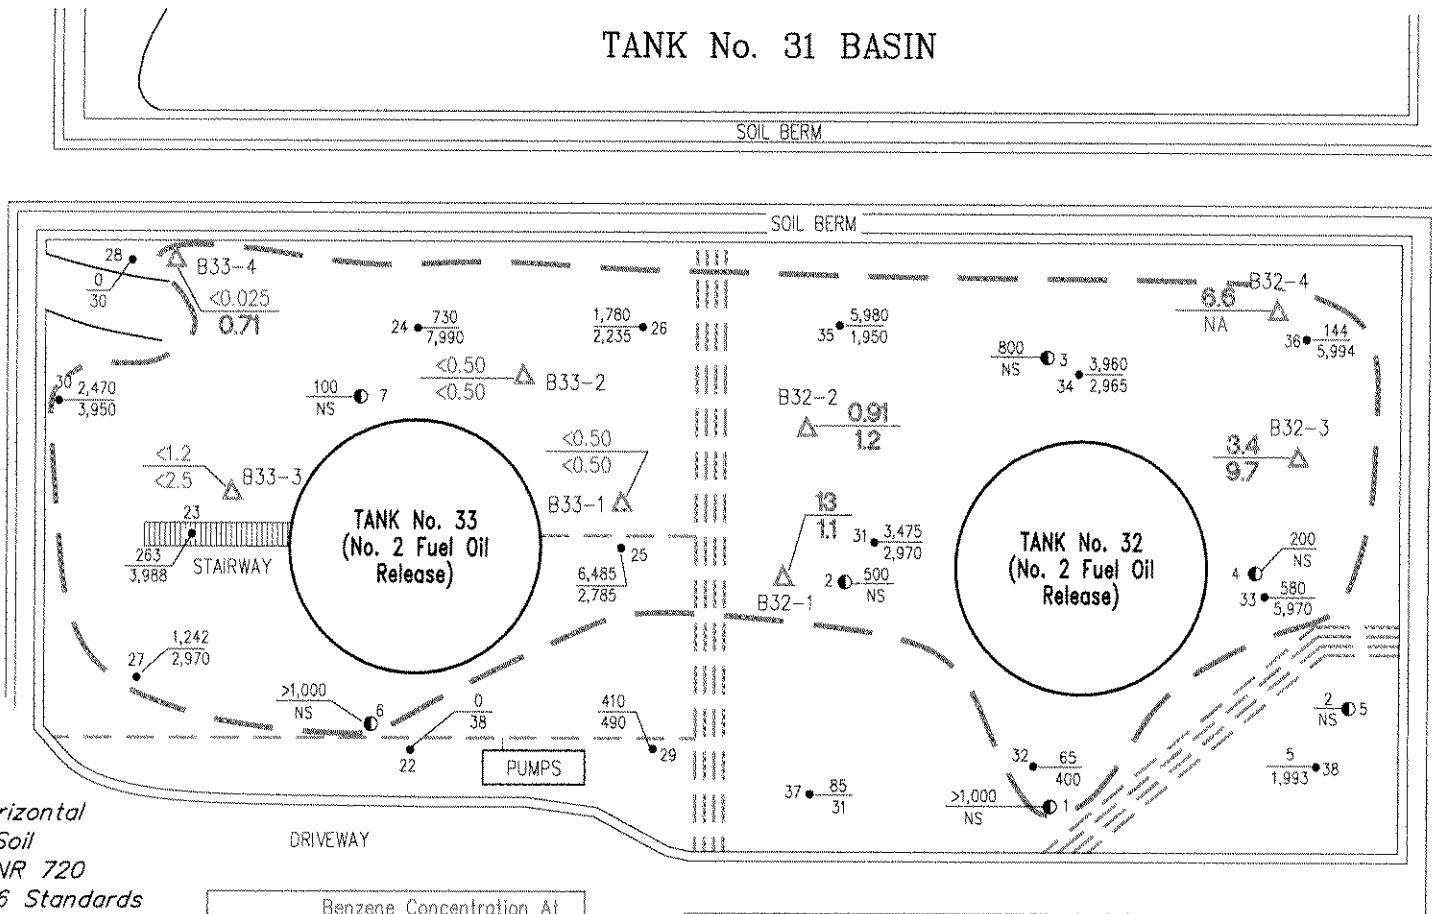 TANK No. 31 BASIN
SOIL BERM
SOIL BERM
28
0
30
B33-4
<0.025
0.71
24
730
7,990
1,780
2,235
26
<0.50
<0.50
B33-2
30
2,470
3,950
100
NS
7
<1.2
<2.5
B33-3
<0.50
<0.50
B33-1
23
263
3,988
STAIRWAY
TANK No. 33
(No. 2 Fuel Oil
Release)
25
6,485
2,785
1,242
2,970
27
>1,000
NS
6
0
38
22
410
490
29
PUMPS
DRIVEWAY
35
5,980
1,950
800
NS
3
34
3,960
2,965
B32-4
6.6
NA
36
144
5,994
B32-2
0.91
1.2
B32-3
3.4
9.7
13
1.1
B32-1
31
3,475
2,970
2
500
NS
TANK No. 32
(No. 2 Fuel Oil
Release)
4
200
NS
33
580
5,970
2
NS
5
5
1,993
38
32
65
400
37
85
31
>1,000
NS
1
rizontal
Soil
NR 720
6 Standards
Benzene Concentration At